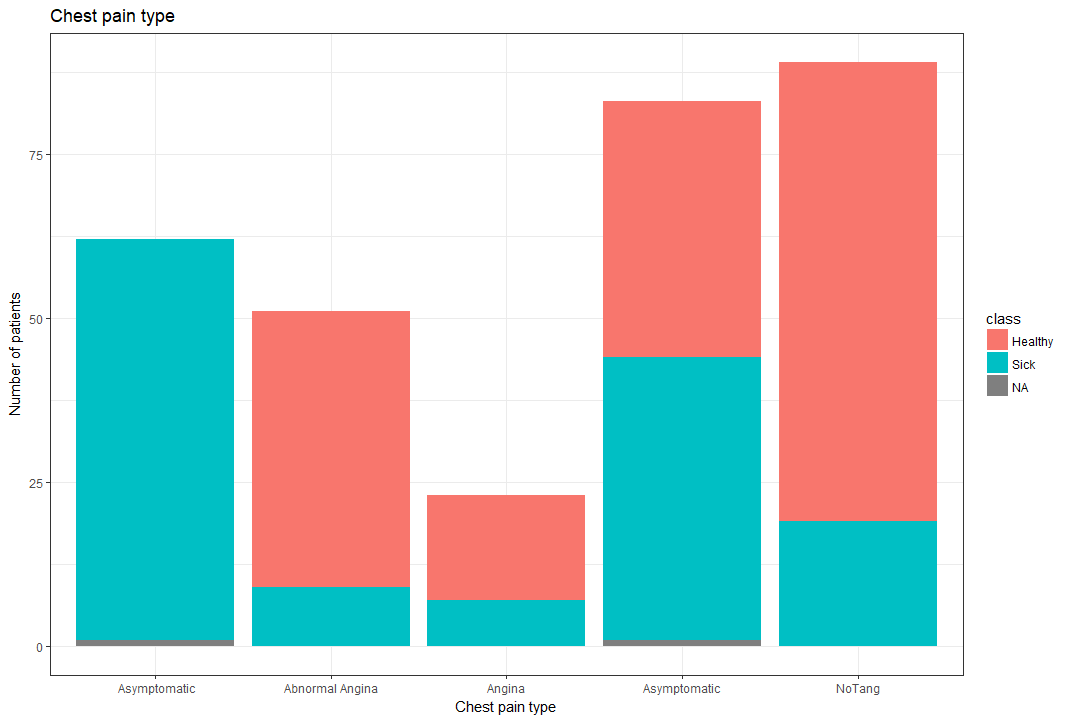 Chest pain type
Number of patients
75
50
25
0
Asymptomatic
Abnormal Angina
Angina
Asymptomatic
NoTang
Chest pain type
class
Healthy
Sick
NA